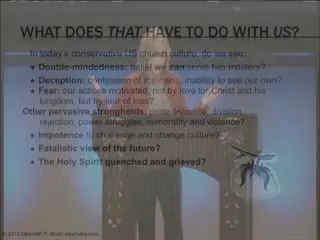 WHAT DOES THAT HAVE TO DO WITH US?
In today's conservative US church culture, do we see:
Double-mindedness: belief we can serve two masters?
Deception: confession of their sins, inability to see our own?
Fear: our actions motivated, not by love for Christ and his
kingdom, but by fear of loss?
Other pervasive strongholds: pride, injustice, division,
rejection, power struggles, immorality and violence?
Impotence to challenge and change culture?
Fatalistic view of the future?
The Holy Spirit quenched and grieved?
© 2013 Deborah R.